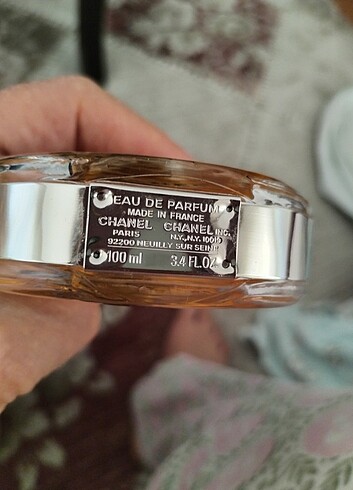 EAU DE PARFUM
MADE IN FRANCE
CHANEL CHANEL INC.
PARIS N.Y., N.Y. 10019
92200 NEUILLY SUR SEINE
100 ml 3.4 FL.OZ